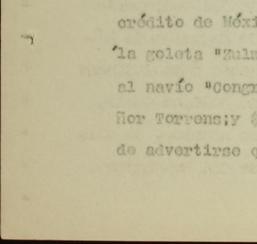 crédito de Méxi
la goleta "Zulm
al navío "Congr
ñor Torrens; y
de advertirse q